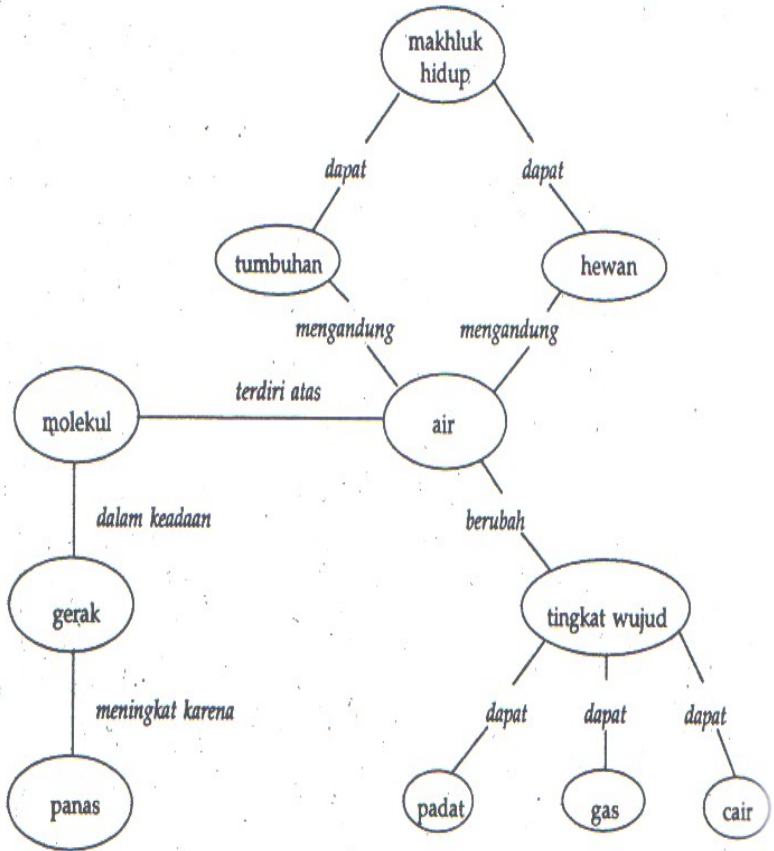 makhluk
hidup
dapat
dapat
tumbuhan
hewan
mengandung
mengandung
terdiri atas
molekul
air
dalam keadaan
berubah
gerak
tingkat wujud
meningkat karena
dapat
dapat
dapat
panas
padat
gas
cair